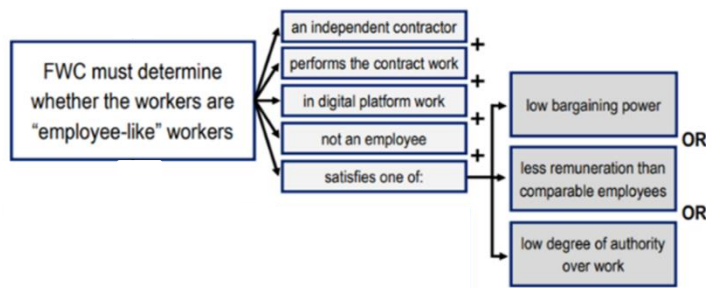 FWC must determine
whether the workers are
“employee-like” workers
an independent contractor
+
performs the contract work
+
in digital platform work
+
not an employee
+
satisfies one of:
low bargaining power
OR
less remuneration than
comparable employees
OR
low degree of authority
over work